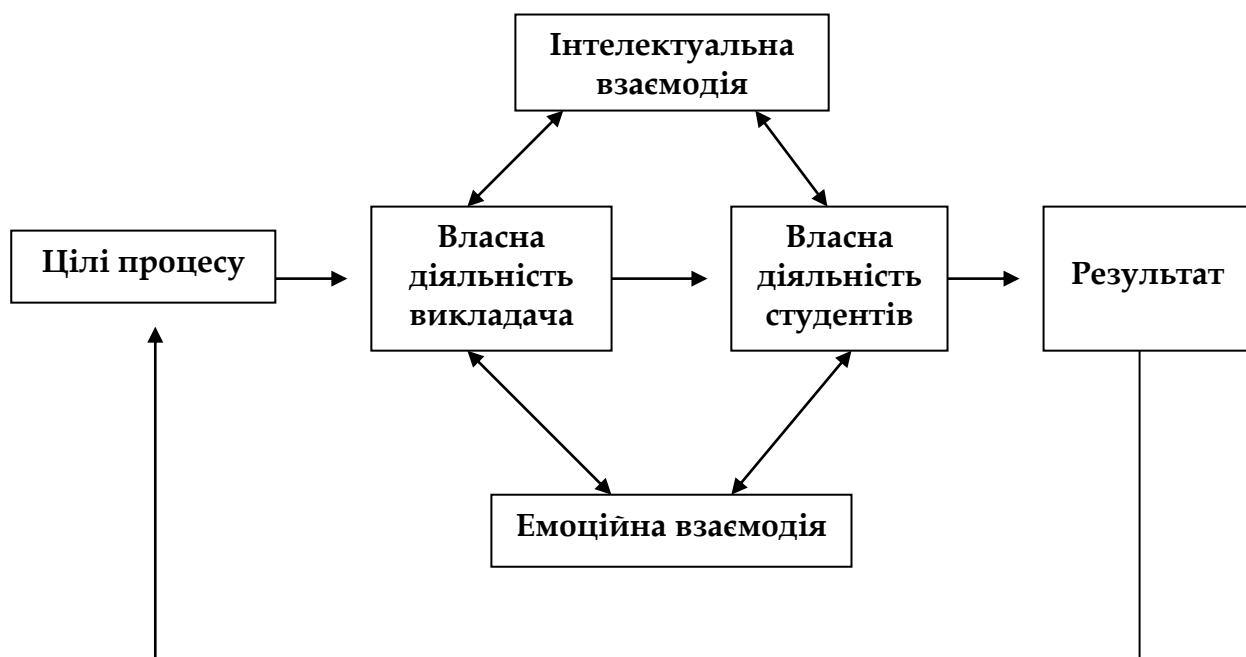 Інтелектуальна
взаємодія
Цілі процесу
Власна
діяльність
викладача
Власна
діяльність
студентів
Результат
Емоційна взаємодія